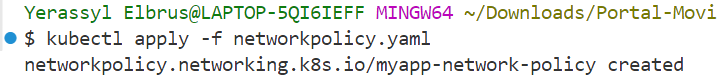 Yerassyl Elbrus@LAPTOP-5QI6IEFF MINGW64 ~/Downloads/Portal-Movi
$ kubectl apply -f networkpolicy.yaml
networkpolicy.networking.k8s.io/myapp-network-policy created